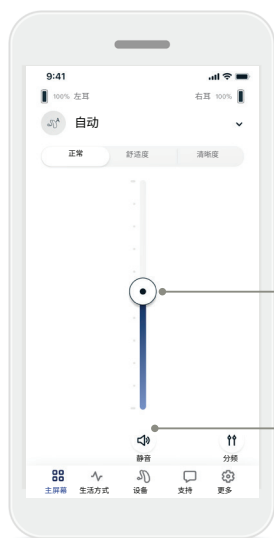 9:41
100% 左耳 右耳 100%
自动
正常 舒适度 清晰度
静音 分频
主屏幕 生活方式 设备 支持 更多